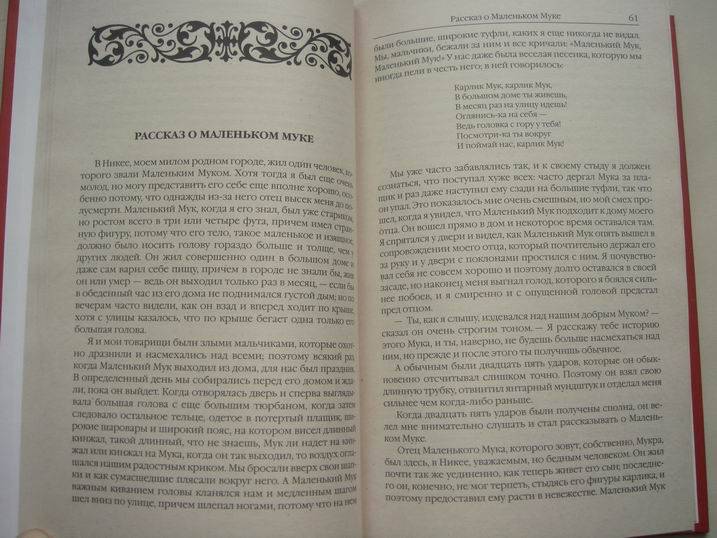 РАССКАЗ О МАЛЕНЬКОМ МУКЕ
В Никее, моем милом родном городе, жил один человек, ко-
торого звали Маленьким Муком. Хотя тогда я был еще очень
молод, но могу представить его себе еще вполне хорошо, осо-
бенно потому, что однажды из-за него отец высек меня до по-
лусмерти. Маленький Мук, когда я его знал, был уже стариком,
но ростом всего в три или четыре фута, причем имел стран-
ную фигуру, потому что его тело, такое маленькое и изящное,
должно было носить голову гораздо больше и толще, чем у
других людей. Он жил совершенно один в большом доме и
даже сам варил себе пищу, причем в городе не знали бы, жив
он или умер — ведь он выходил только раз в месяц, — если бы
в обеденный час из его дома не поднимался густой дым; но по
вечерам часто видели, как он взад и вперед ходит по крыше,
хотя с улицы казалось, что по крыше бегает одна только его
большая голова.
Я и мои товарищи были злыми мальчиками, которые охот-
но дразнили и насмехались над всеми; поэтому всякий раз,
когда Маленький Мук выходил из дома, для нас был праздник.
В определенный день мы собирались перед его домом и жда-
ли, пока он выйдет. Когда отворялась дверь и сперва выгляды-
вала большая голова с еще большим тюрбаном, когда затем
следовало остальное тельце, одетое в потертый плащик, ши-
рокие шаровары и широкий пояс, на котором висел длинный
кинжал, такой длинный, что не знаешь, Мук ли надет на кин-
жал или кинжал на Мука, когда он так выходил, то воздух огла-
шался нашим радостным криком. Мы бросали вверх свои шап-
ки и как сумасшедшие плясали вокруг него. А Маленький Мук
важным киванием головы кланялся нам и медленным шагом
шел вниз по улице, причем шлепал ногами, потому что на нем
Рассказ о Маленьком Муке 61
были большие, широкие туфли, каких я еще никогда не видал.
Мы, мальчики, бежали за ним и все кричали: «Маленький Мук,
Маленький Мук!» У нас даже была веселая песенка, которую мы
иногда пели в честь него; в ней говорилось:
Карлик Мук, карлик Мук,
В большом доме ты живешь,
В месяц раз на улицу идешь!
Оглянись-ка на себя —
Ведь головка с гору у тебя!
Посмотри-ка ты вокруг
И поймай нас, карлик Мук!
Мы уже часто забавлялись так, и к своему стыду я должен
сознаться, что поступал хуже всех: часто дергал Мука за пла-
щик и раз даже наступил ему сзади на большие туфли, так что
он упал. Это показалось мне очень смешным, но мой смех про-
шел, когда я увидел, что Маленький Мук подходит к дому моего
отца. Он вошел прямо в дом и некоторое время оставался там.
Я спрятался у двери и видел, как Маленький Мук опять вышел в
сопровождении моего отца, который почтительно держал его
за руку и у двери с поклонами простился с ним. Я почувство-
вал себя не совсем хорошо и поэтому долго оставался в своей
засаде, но наконец меня выгнал голод, которого я боялся силь-
нее побоев, и я смиренно и с опущенной головой предстал
пред отцом.
— Ты, как я слышу, издевался над нашим добрым Муком? —
сказал он очень строгим тоном. — Я расскажу тебе историю
этого Мука, и ты, наверно, не будешь больше насмехаться над
ним, но прежде и после этого ты получишь обычное.
А обычным были двадцать пять ударов, которые он обык-
новенно отсчитывал слишком точно. Поэтому он взял свою
длинную трубку, отвинтил янтарный мундштук и отделал меня
сильнее чем когда-либо раньше.
Когда двадцать пять ударов были получены сполна, он ве-
лел мне внимательно слушать и стал рассказывать о Малень-
ком Муке.
Отец Маленького Мука, которого зовут, собственно, Мукра,
был здесь, в Никее, уважаемым, но бедным человеком. Он жил
почти так же уединенно, как теперь живет его сын; последне-
го он, конечно, не мог терпеть, стыдясь его фигуры карлика, и
поэтому предоставил ему расти в невежестве. Маленький Мук